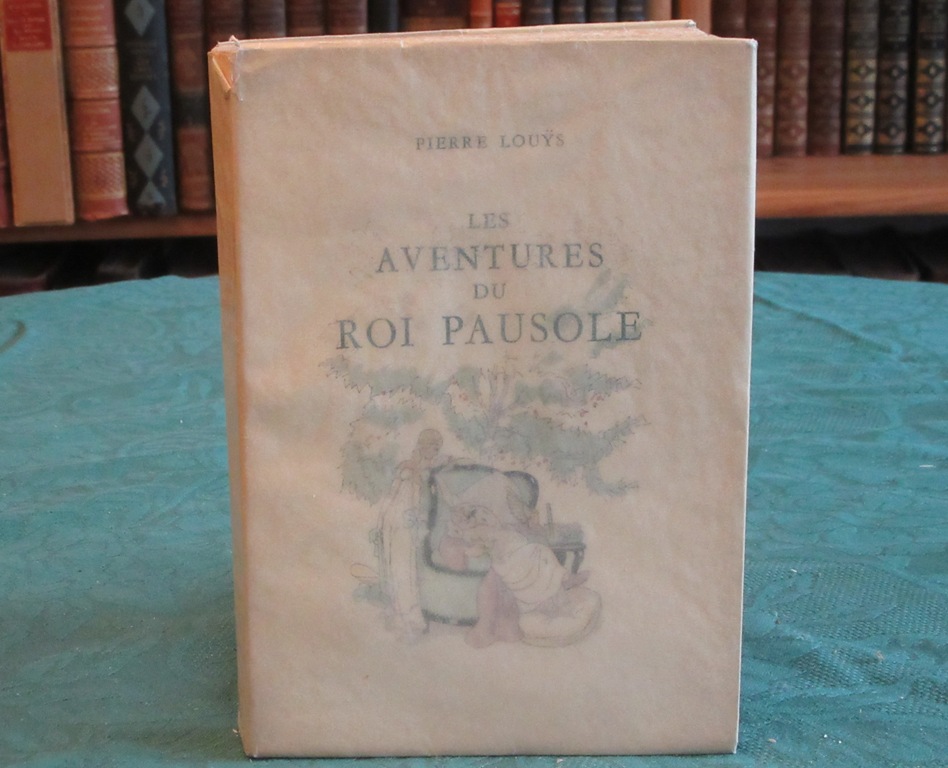 PIERRE LOUŸS
LES
AVENTURES
DU
ROI PAUSOLE